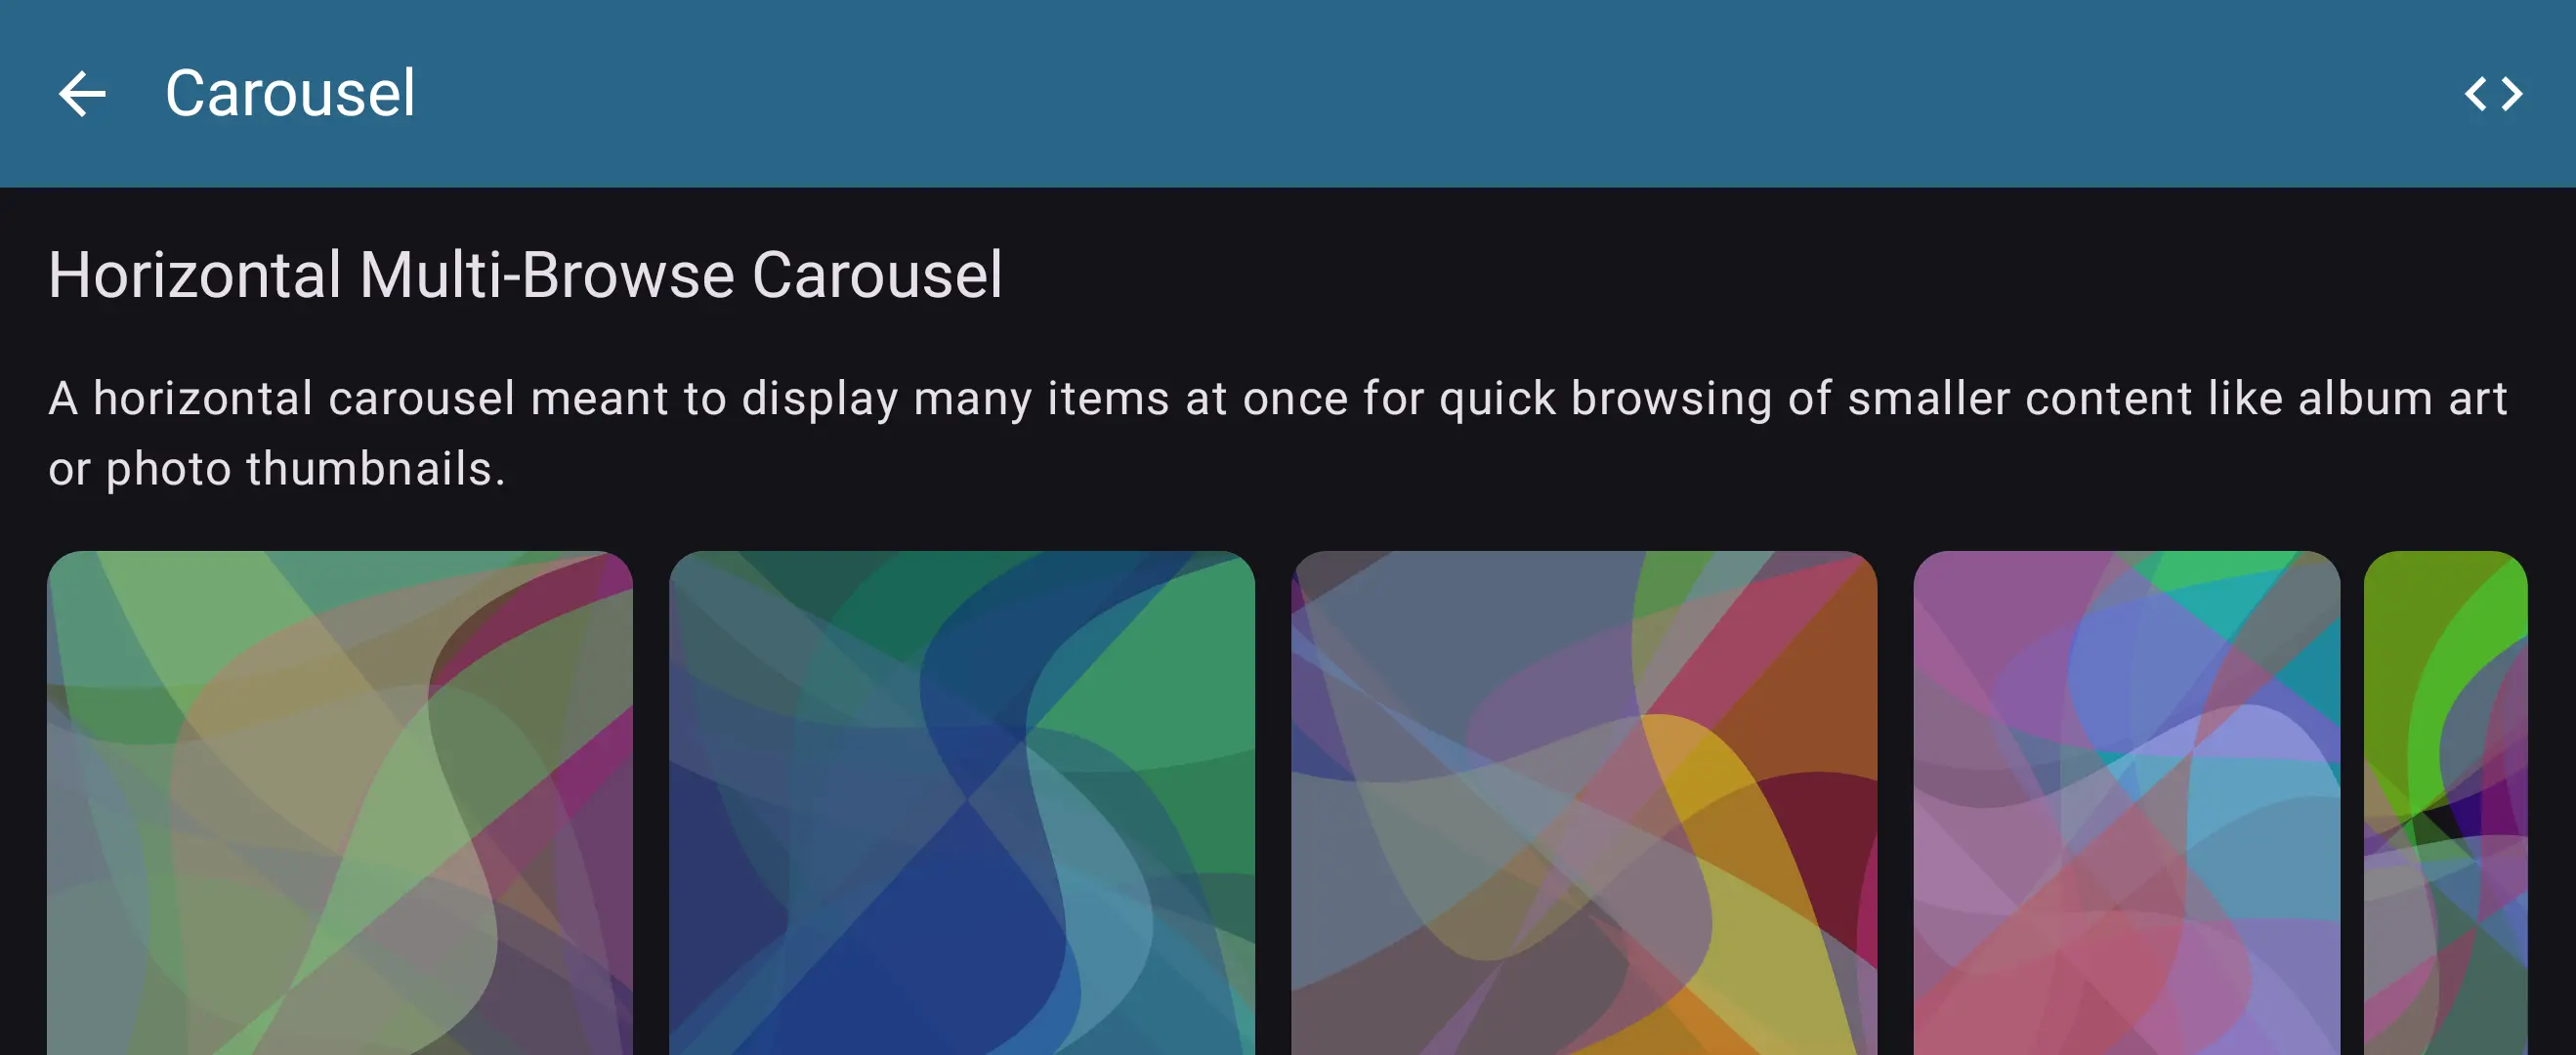 Carousel
Horizontal Multi-Browse Carousel
A horizontal carousel meant to display many items at once for quick browsing of smaller content like album art
or photo thumbnails.